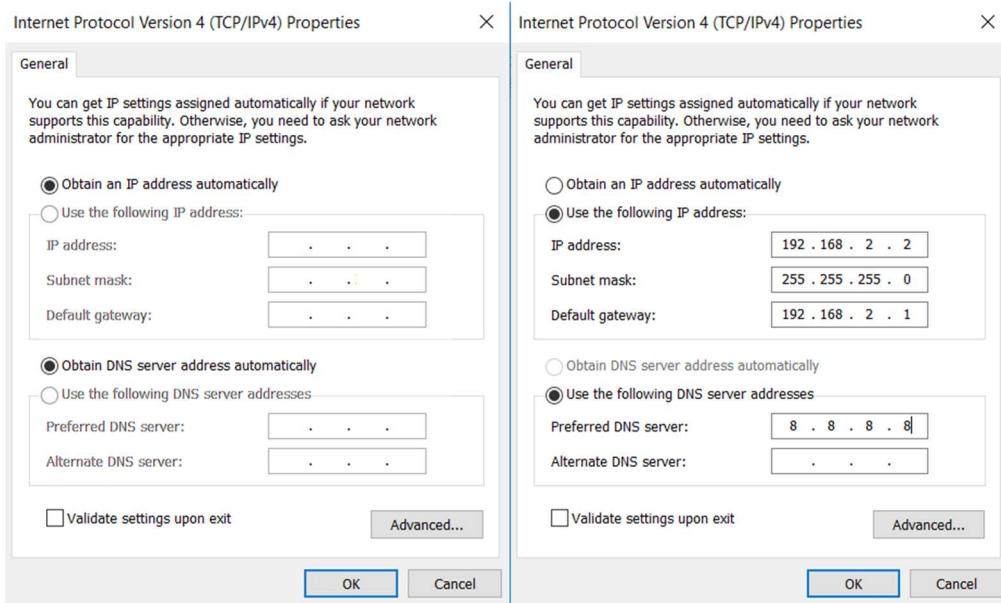 Internet Protocol Version 4 (TCP/IPv4) Properties
General
You can get IP settings assigned automatically if your network
supports this capability. Otherwise, you need to ask your network
administrator for the appropriate IP settings.
Obtain an IP address automatically
Use the following IP address:
IP address: . . .
Subnet mask: . . .
Default gateway: . . .
Obtain DNS server address automatically
Use the following DNS server addresses
Preferred DNS server: . . .
Alternate DNS server: . . .
Validate settings upon exit
Advanced...
OK Cancel
Internet Protocol Version 4 (TCP/IPv4) Properties
General
You can get IP settings assigned automatically if your network
supports this capability. Otherwise, you need to ask your network
administrator for the appropriate IP settings.
Obtain an IP address automatically
Use the following IP address:
IP address: 192 . 168 . 2 . 2
Subnet mask: 255 . 255 . 255 . 0
Default gateway: 192 . 168 . 2 . 1
Obtain DNS server address automatically
Use the following DNS server addresses
Preferred DNS server: 8 . 8 . 8 . 8
Alternate DNS server: . . .
Validate settings upon exit
Advanced...
OK Cancel